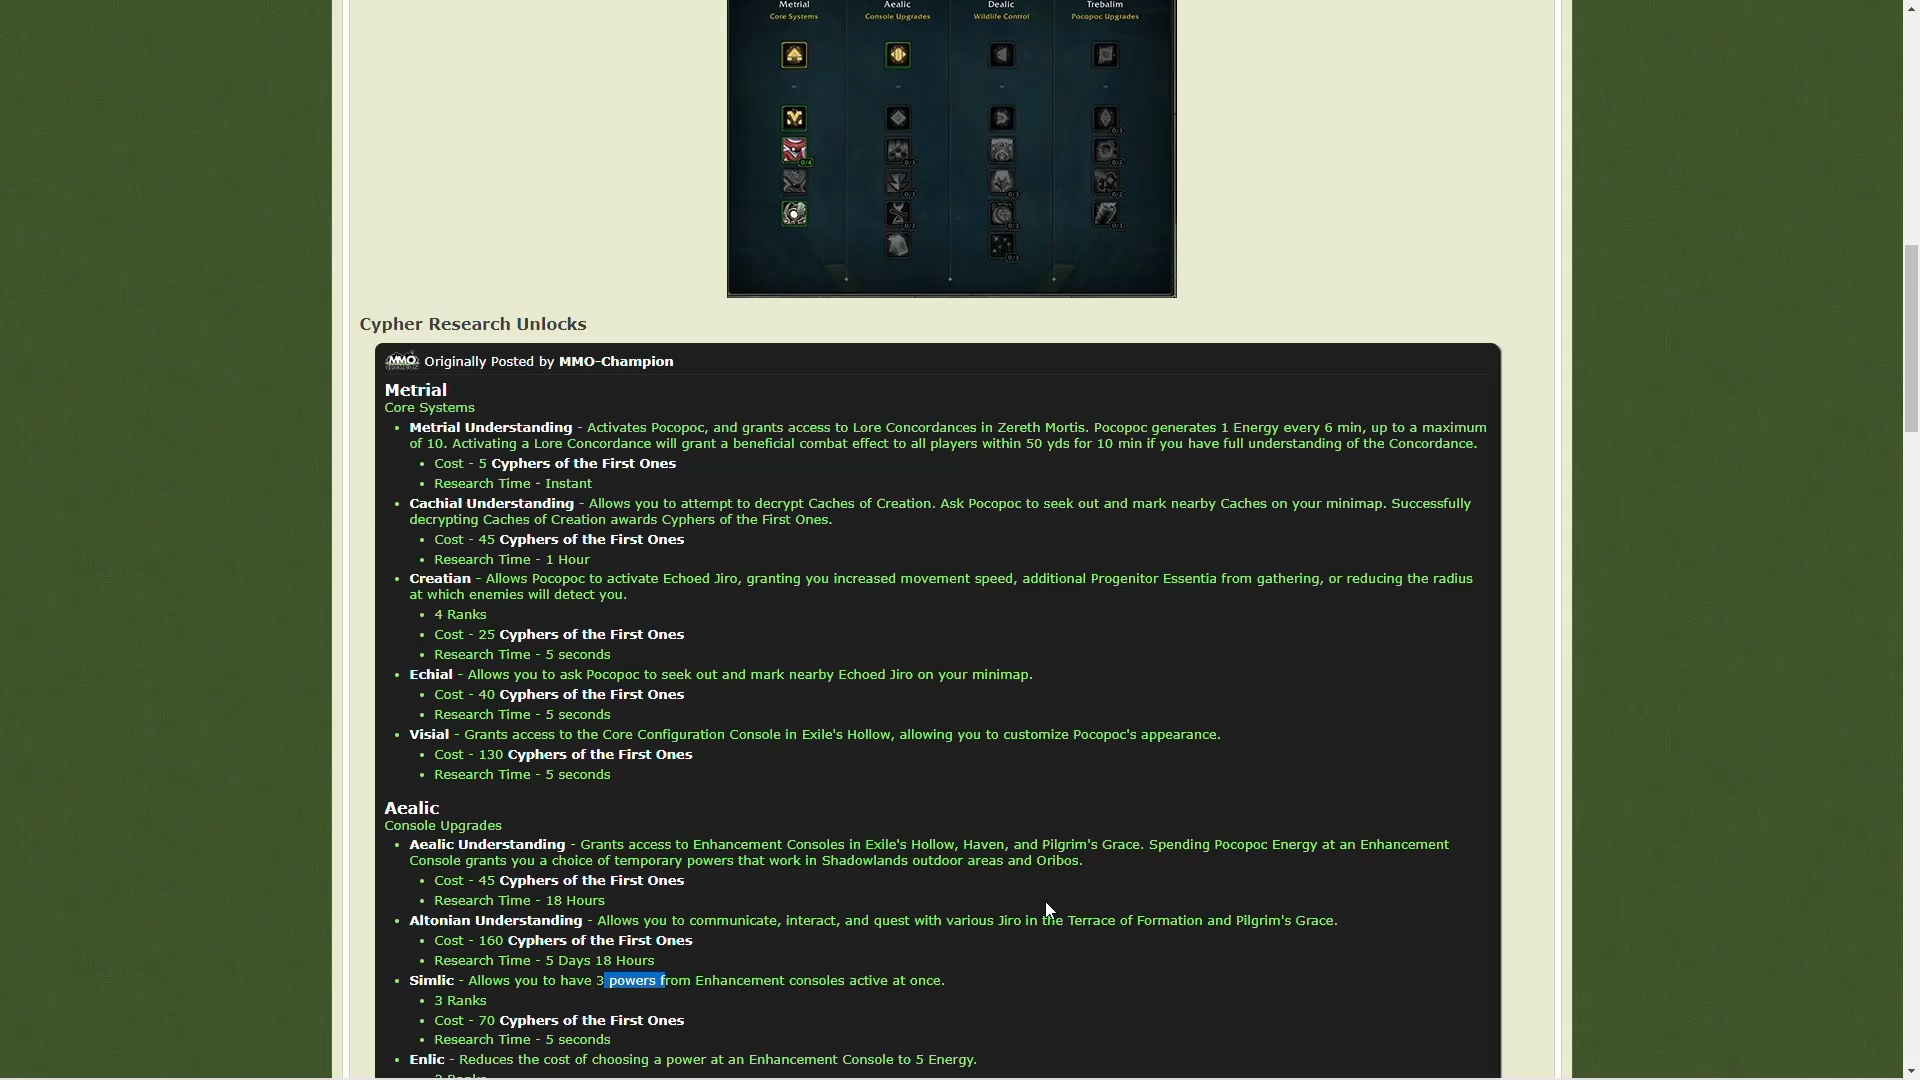 Metrial
Core Systems
Aealic
Console Upgrades
Dealic
Wildlife Control
Trebalim
Pocopoc Upgrades
Cypher Research Unlocks
MMO Originally Posted by MMO-Champion
Metrial
Core Systems
• Metrial Understanding - Activates Pocopoc, and grants access to Lore Concordances in Zereth Mortis. Pocopoc generates 1 Energy every 6 min, up to a maximum
of 10. Activating a Lore Concordance will grant a beneficial combat effect to all players within 50 yds for 10 min if you have full understanding of the Concordance.
• Cost - 5 Cyphers of the First Ones
• Research Time - Instant
• Cachial Understanding - Allows you to attempt to decrypt Caches of Creation. Ask Pocopoc to seek out and mark nearby Caches on your minimap. Successfully
decrypting Caches of Creation awards Cyphers of the First Ones.
• Cost - 45 Cyphers of the First Ones
• Research Time - 1 Hour
• Creatian - Allows Pocopoc to activate Echoed Jiro, granting you increased movement speed, additional Progenitor Essentia from gathering, or reducing the radius
at which enemies will detect you.
• 4 Ranks
• Cost - 25 Cyphers of the First Ones
• Research Time - 5 seconds
• Echial - Allows you to ask Pocopoc to seek out and mark nearby Echoed Jiro on your minimap.
• Cost - 40 Cyphers of the First Ones
• Research Time - 5 seconds
• Visial - Grants access to the Core Configuration Console in Exile's Hollow, allowing you to customize Pocopoc's appearance.
• Cost - 130 Cyphers of the First Ones
• Research Time - 5 seconds
Aealic
Console Upgrades
• Aealic Understanding - Grants access to Enhancement Consoles in Exile's Hollow, Haven, and Pilgrim's Grace. Spending Pocopoc Energy at an Enhancement
Console grants you a choice of temporary powers that work in Shadowlands outdoor areas and Oribos.
• Cost - 45 Cyphers of the First Ones
• Research Time - 18 Hours
• Altonian Understanding - Allows you to communicate, interact, and quest with various Jiro in the Terrace of Formation and Pilgrim's Grace.
• Cost - 160 Cyphers of the First Ones
• Research Time - 5 Days 18 Hours
• Simlic - Allows you to have 3 powers from Enhancement consoles active at once.
• 3 Ranks
• Cost - 70 Cyphers of the First Ones
• Research Time - 5 seconds
• Enlic - Reduces the cost of choosing a power at an Enhancement Console to 5 Energy.